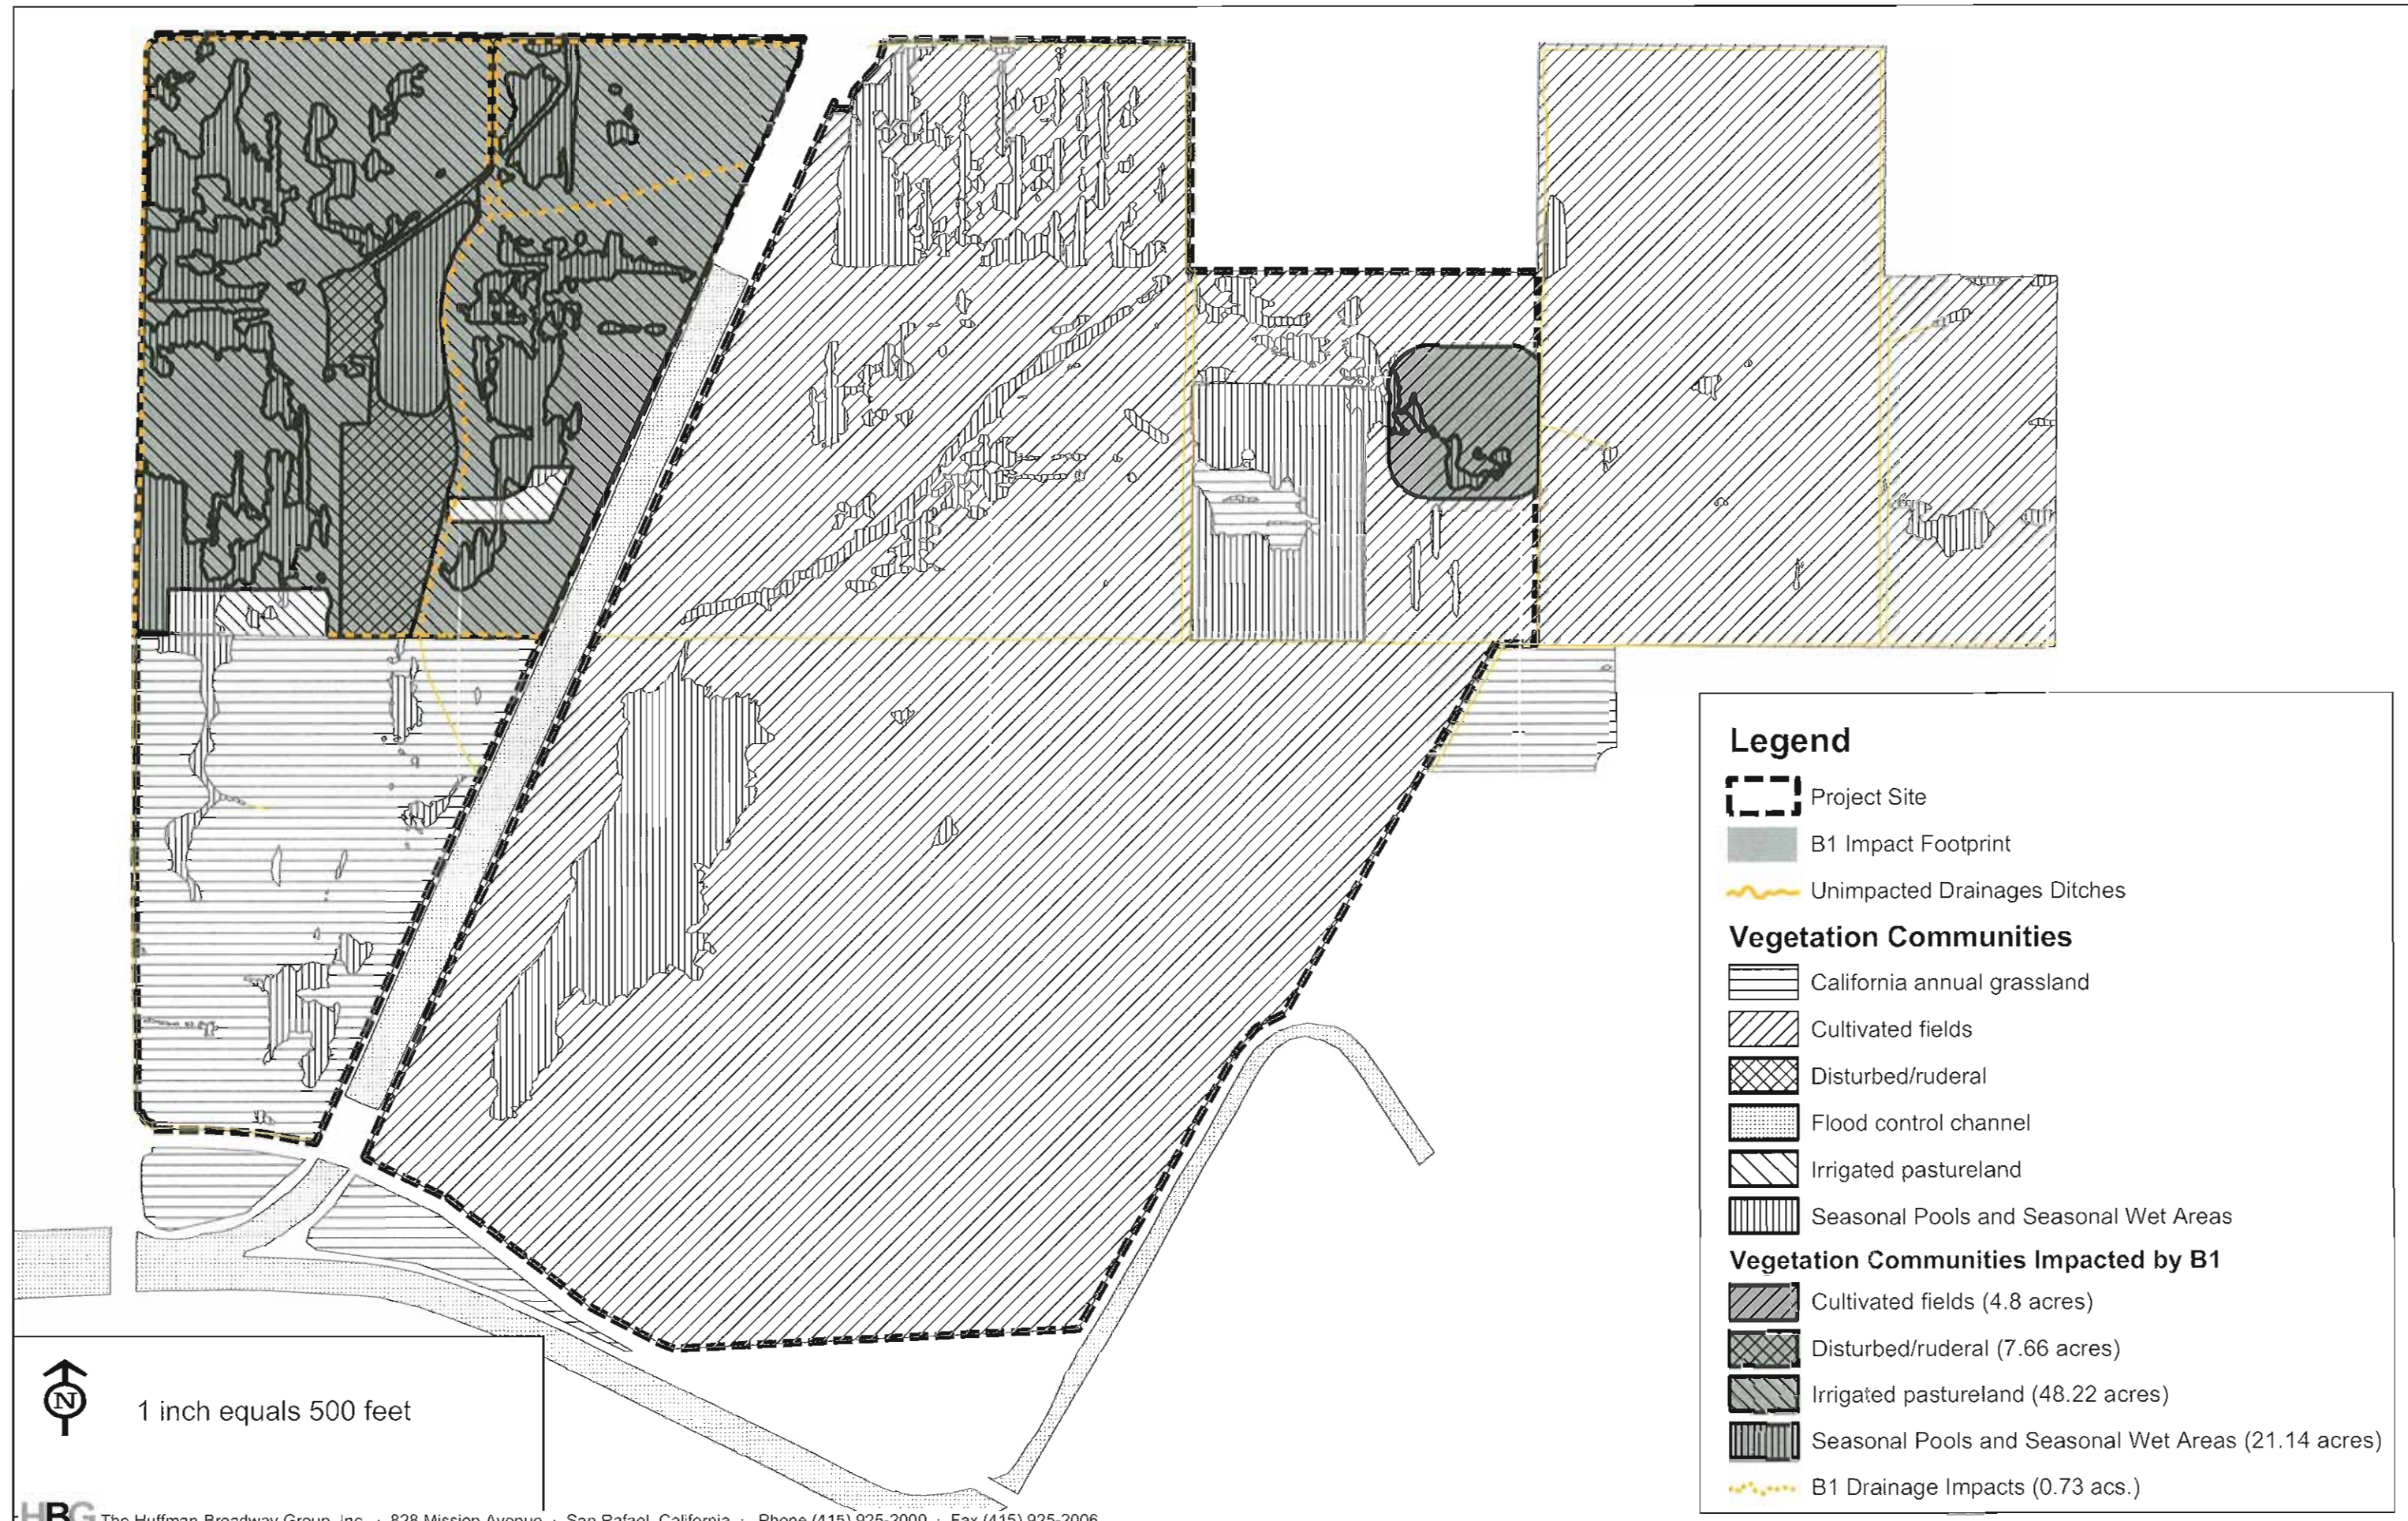 Legend
Project Site
B1 Impact Footprint
Unimpacted Drainages Ditches
Vegetation Communities
California annual grassland
Cultivated fields
Disturbed/ruderal
Flood control channel
Irrigated pastureland
Seasonal Pools and Seasonal Wet Areas
Vegetation Communities Impacted by B1
Cultivated fields (4.8 acres)
Disturbed/ruderal (7.66 acres)
Irrigated pastureland (48.22 acres)
Seasonal Pools and Seasonal Wet Areas (21.14 acres)
B1 Drainage Impacts (0.73 acs.)
N
1 inch equals 500 feet
HBG The Huffman-Broadway Group, Inc. · 828 Mission Avenue · San Rafael, California · Phone (415) 925-2000 · Fax (415) 925-2006